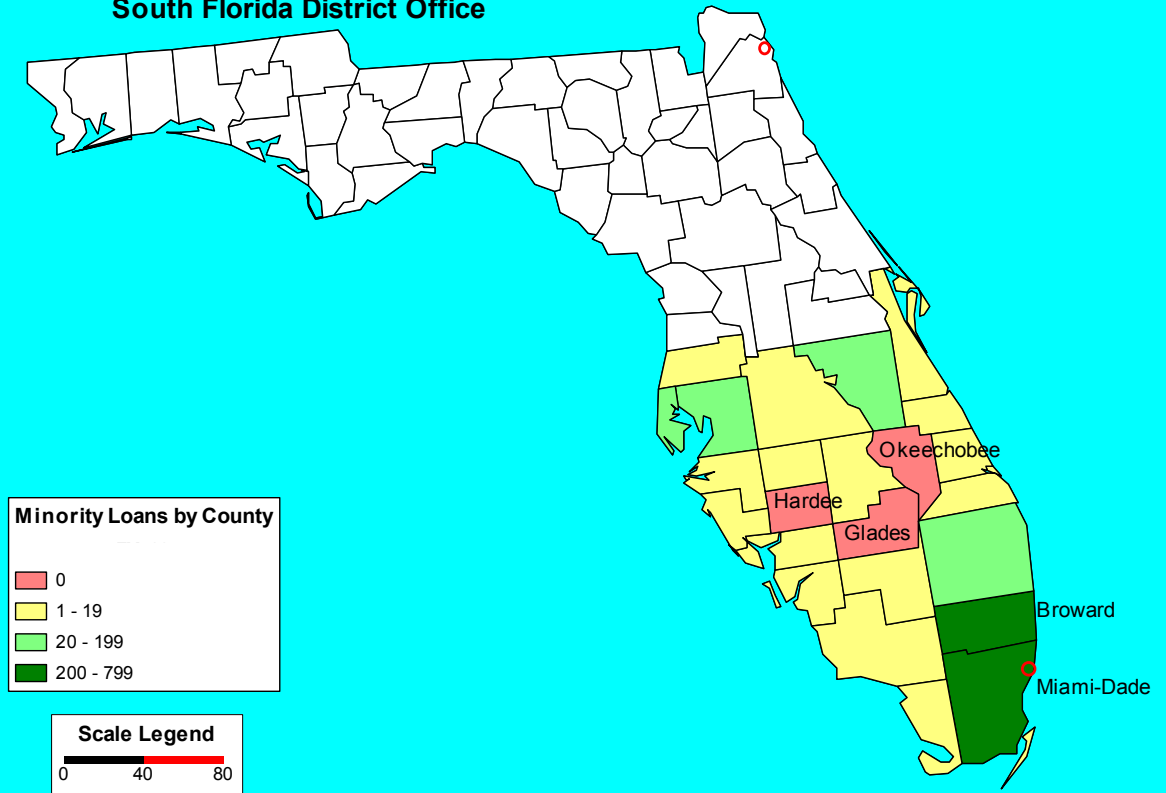 South Florida District Office
Okeechobee
Hardee
Glades
Broward
Miami-Dade
Minority Loans by County
0
1 - 19
20 - 199
200 - 799
Scale Legend
0 40 80